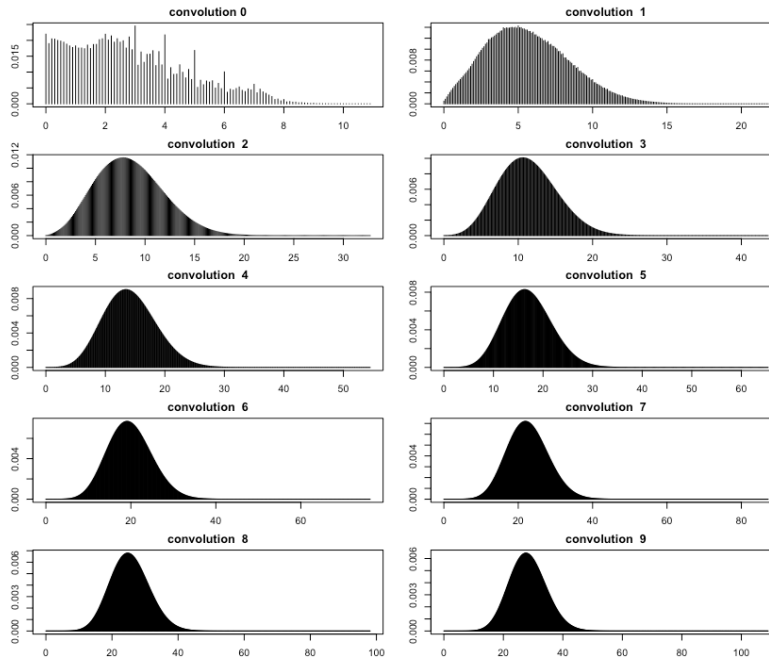 convolution 0
0.000 0.015
0 2 4 6 8 10
convolution 1
0.000 0.008
0 5 10 15 20
convolution 2
0.000 0.006 0.012
0 5 10 15 20 25 30
convolution 3
0.000 0.006
0 10 20 30 40
convolution 4
0.000 0.004 0.008
0 10 20 30 40 50
convolution 5
0.000 0.004 0.008
0 10 20 30 40 50 60
convolution 6
0.000 0.004
0 20 40 60
convolution 7
0.000 0.004
0 20 40 60 80
convolution 8
0.000 0.003 0.006
0 20 40 60 80 100
convolution 9
0.000 0.003 0.006
0 20 40 60 80 100